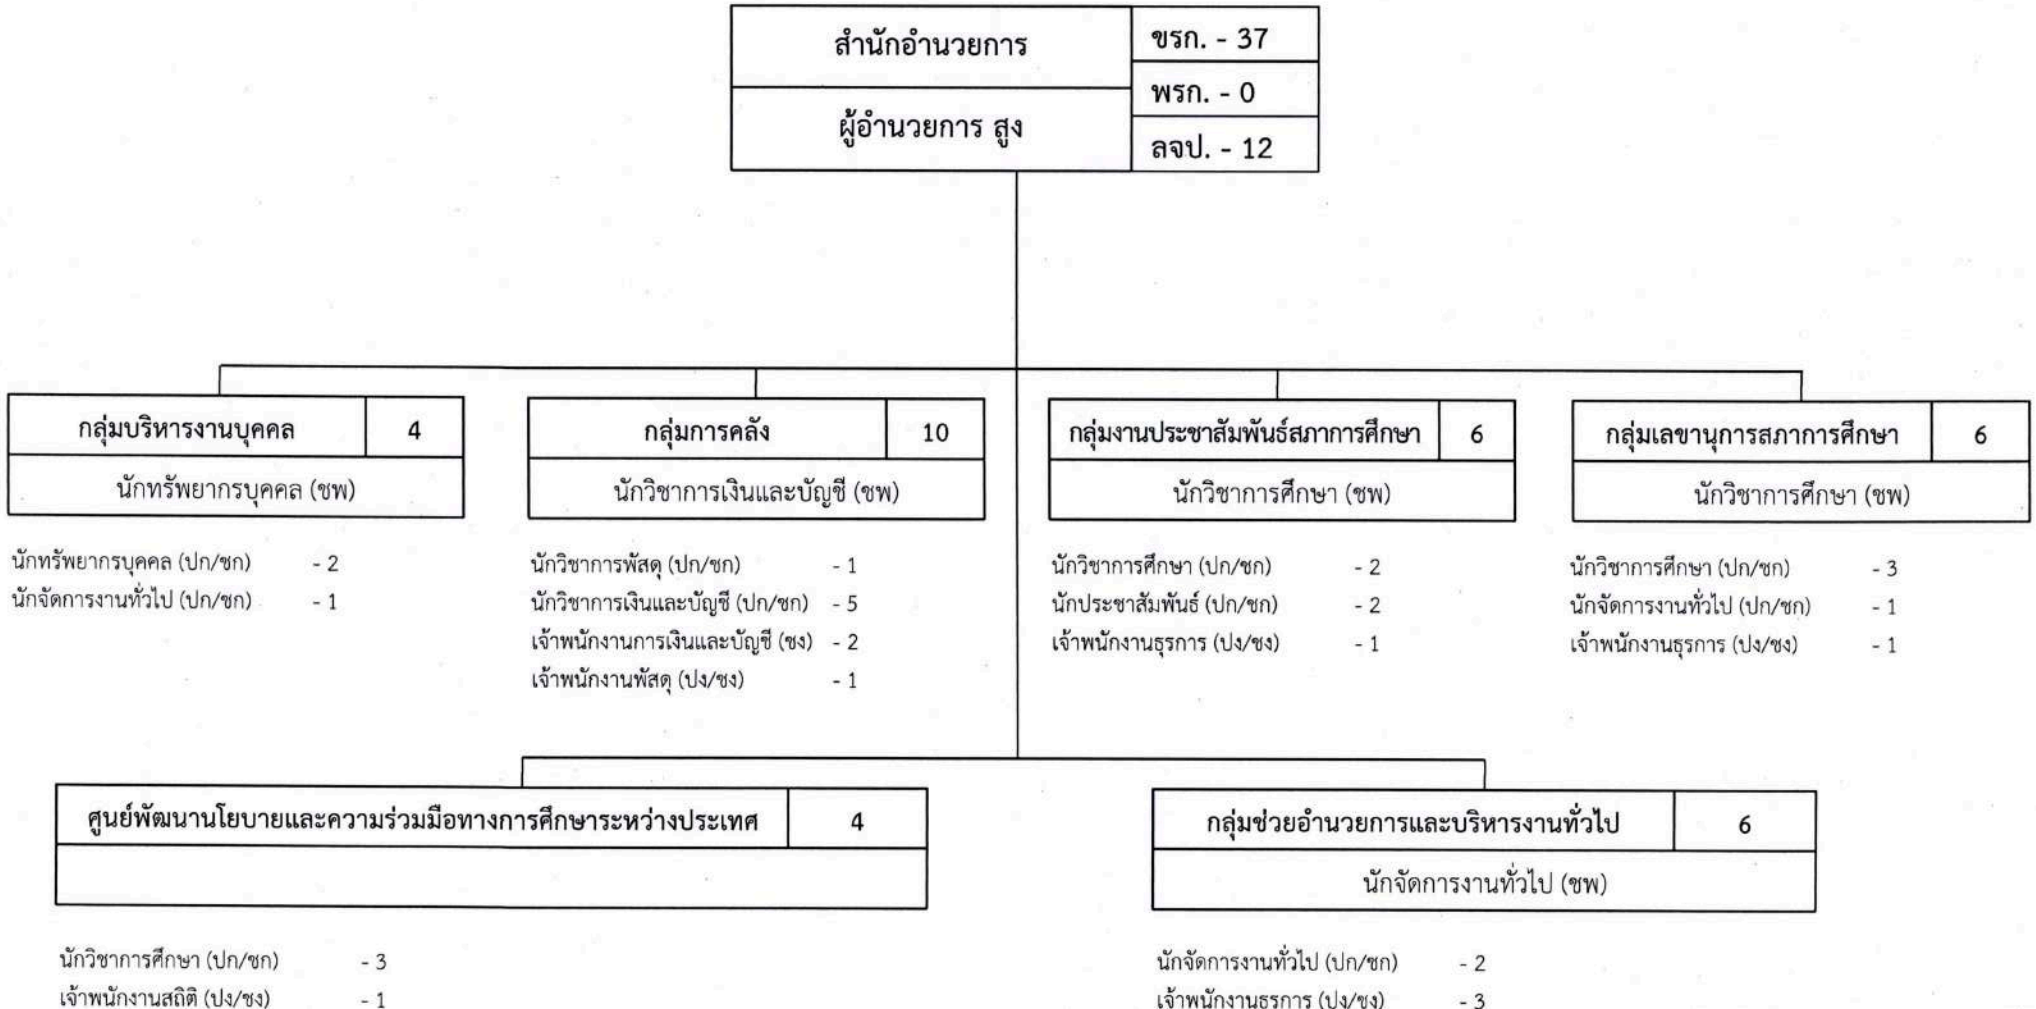 สำนักอำนวยการ
ขรก. - 37
พรก. - 0
ผู้อำนวยการ สูง
ลจป. - 12
กลุ่มบริหารงานบุคคล 4
นักทรัพยากรบุคคล (ชพ)
นักทรัพยากรบุคคล (ปก/ชก) - 2
นักจัดการงานทั่วไป (ปก/ชก) - 1
กลุ่มการคลัง 10
นักวิชาการเงินและบัญชี (ชพ)
นักวิชาการพัสดุ (ปก/ชก) - 1
นักวิชาการเงินและบัญชี (ปก/ชก) - 5
เจ้าพนักงานการเงินและบัญชี (ชง) - 2
เจ้าพนักงานพัสดุ (ปง/ชง) - 1
กลุ่มงานประชาสัมพันธ์สภาการศึกษา 6
นักวิชาการศึกษา (ชพ)
นักวิชาการศึกษา (ปก/ชก) - 2
นักประชาสัมพันธ์ (ปก/ชก) - 2
เจ้าพนักงานธุรการ (ปง/ชง) - 1
กลุ่มเลขานุการสภาการศึกษา 6
นักวิชาการศึกษา (ชพ)
นักวิชาการศึกษา (ปก/ชก) - 3
นักจัดการงานทั่วไป (ปก/ชก) - 1
เจ้าพนักงานธุรการ (ปง/ชง) - 1
ศูนย์พัฒนานโยบายและความร่วมมือทางการศึกษาระหว่างประเทศ 4
นักวิชาการศึกษา (ปก/ชก) - 3
เจ้าพนักงานสถิติ (ปง/ชง) - 1
กลุ่มช่วยอำนวยการและบริหารงานทั่วไป 6
นักจัดการงานทั่วไป (ชพ)
นักจัดการงานทั่วไป (ปก/ชก) - 2
เจ้าพนักงานธุรการ (ปง/ชง) - 3